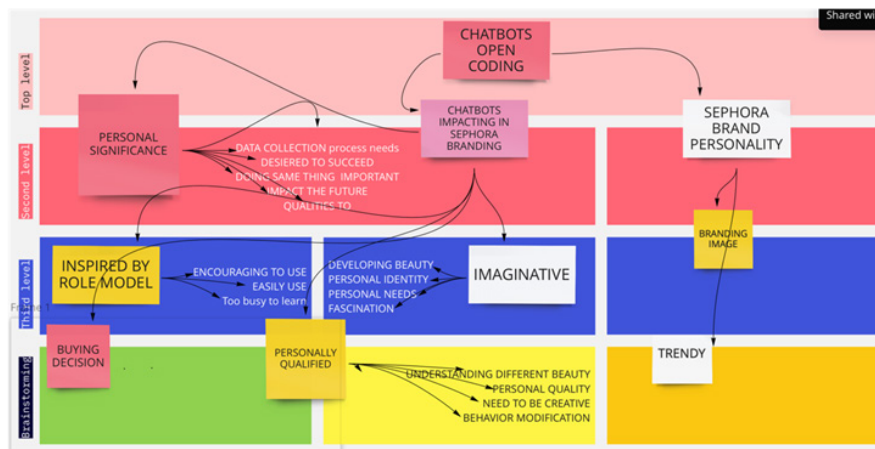 Shared wi
Top level
CHATBOTS
OPEN
CODING
PERSONAL
SIGNIFICANCE
CHATBOTS
IMPACTING IN
SEPHORA
BRANDING
SEPHORA
BRAND
PERSONALITY
Second level
DATA COLLECTION process needs
DESIERED TO SUCCEED
DOING SAME THING IMPORTANT
IMPACT THE FUTURE
QUALITIES TO
BRANDING
IMAGE
Third level
INSPIRED BY
ROLE MODEL
ENCOURAGING TO USE
EASILY USE
Too busy to learn
DEVELOPING BEAUTY
PERSONAL IDENTITY
PERSONAL NEEDS
FASCINATION
IMAGINATIVE
Frame 1
BUYING
DECISION
PERSONALLY
QUALIFIED
TRENDY
Brainstorming
UNDERSTANDING DIFFERENT BEAUTY
PERSONAL QUALITY
NEED TO BE CREATIVE
BEHAVIOR MODIFICATION